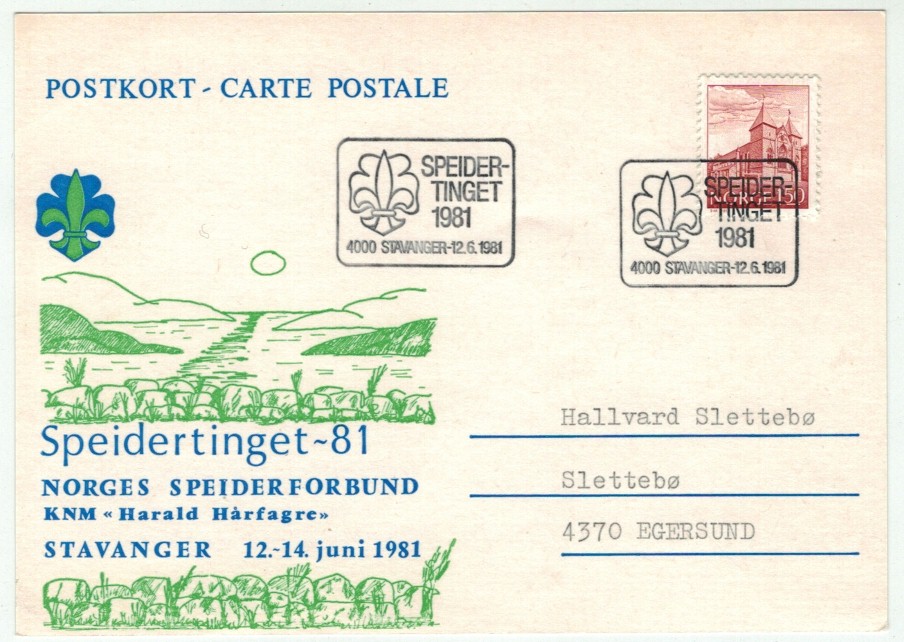 POSTKORT - CARTE POSTALE
SPEIDER-
TINGET
1981
4000 STAVANGER-12.6.1981
NORGE 150
SPEIDER-
TINGET
1981
4000 STAVANGER-12.6.1981
Speidertinget~81
NORGES SPEIDERFORBUND
KNM «Harald Hårfagre»
STAVANGER 12.-14. juni 1981
Hallvard Slettebø
Slettebø
4370 EGERSUND